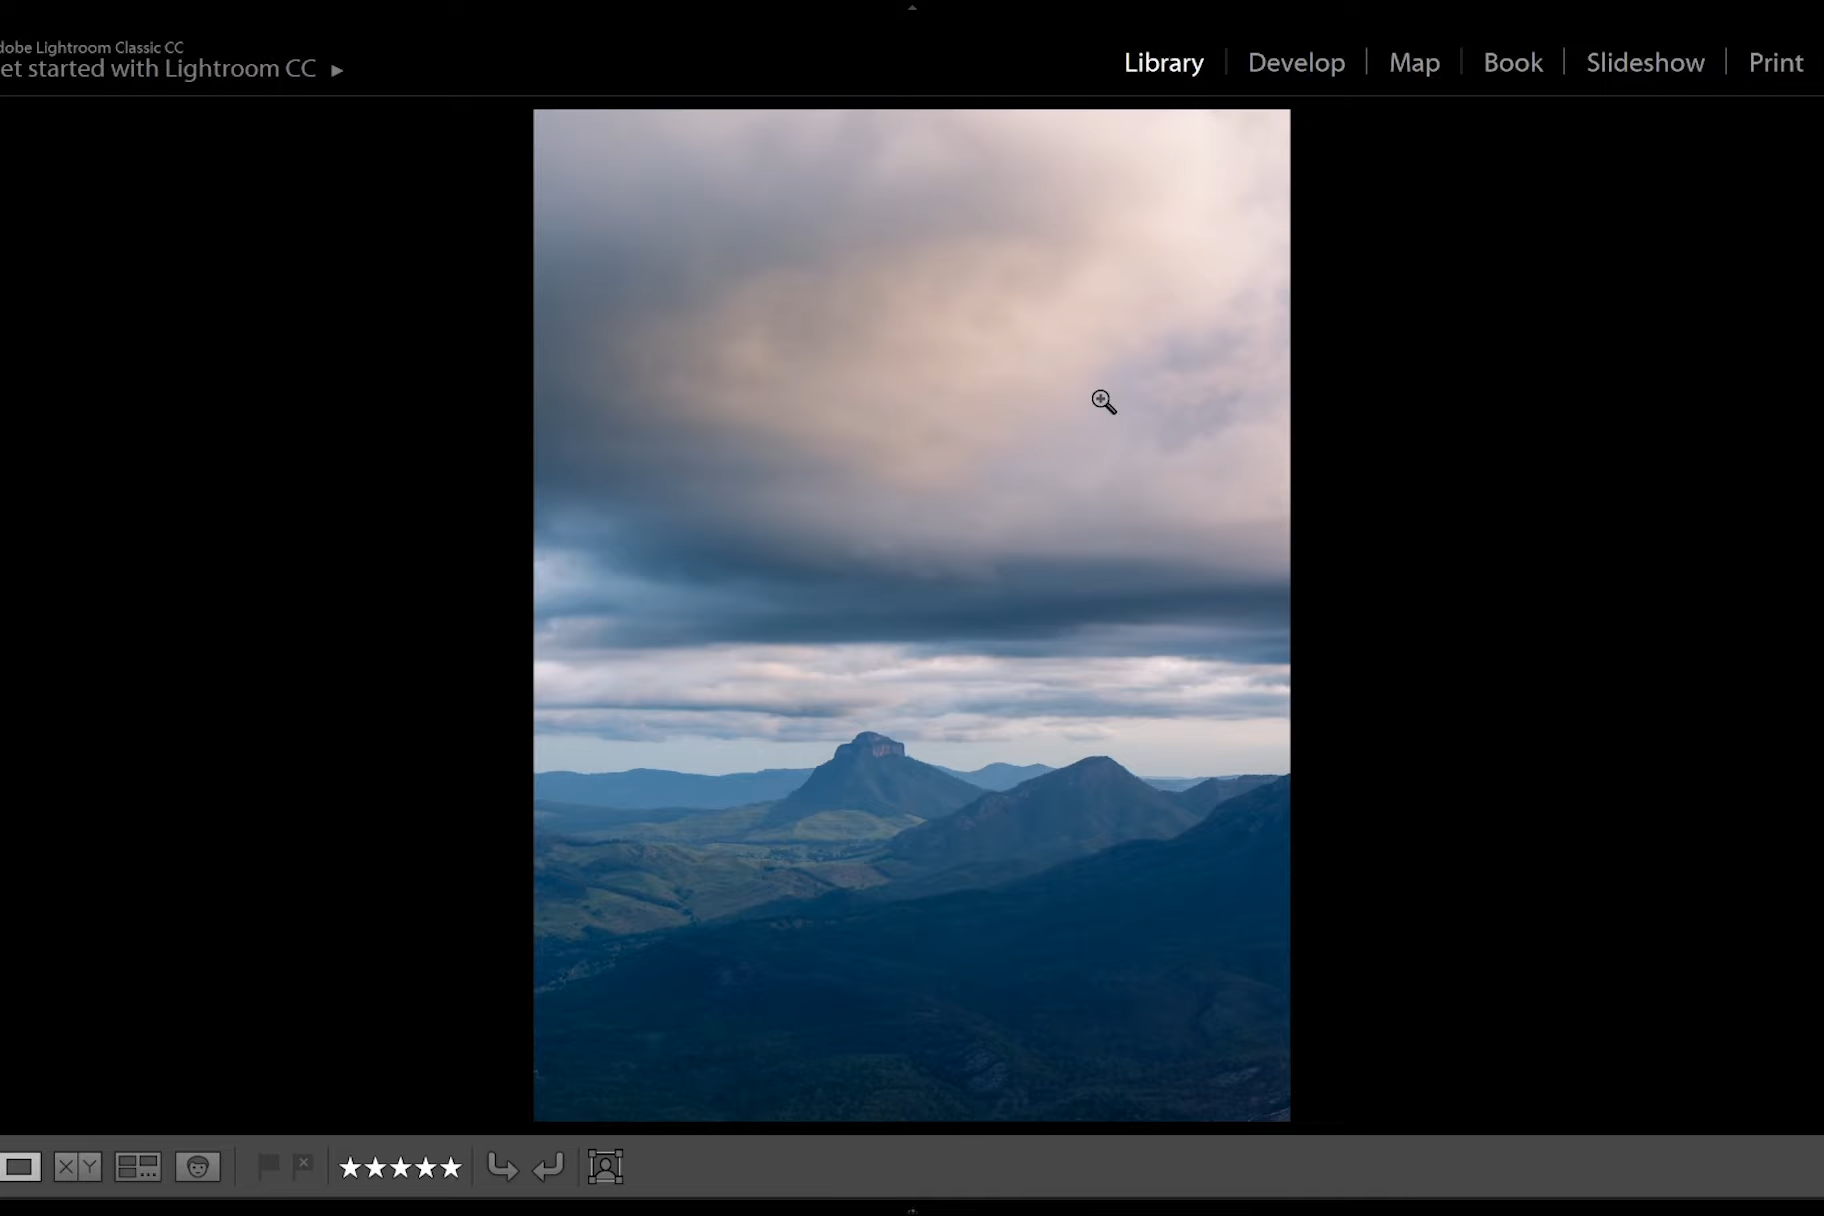 dobe Lightroom Classic CC
et started with Lightroom CC
Library | Develop | Map | Book | Slideshow | Print
X Y